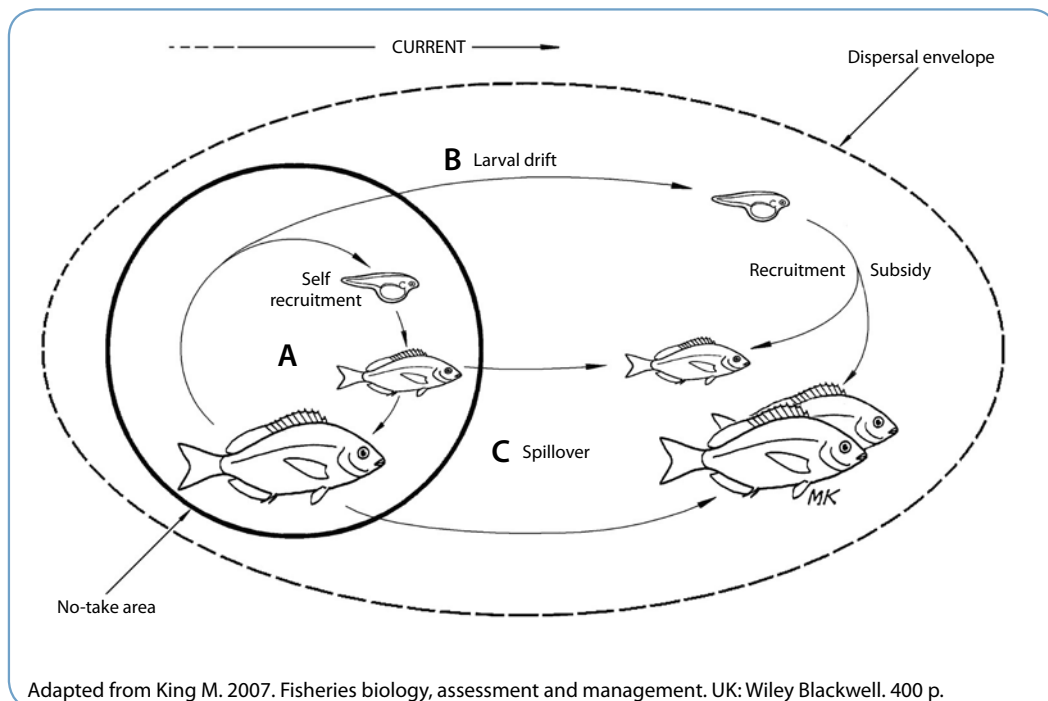 CURRENT
Dispersal envelope
B Larval drift
Self
recruitment
Recruitment Subsidy
A
C Spillover
MK
No-take area
Adapted from King M. 2007. Fisheries biology, assessment and management. UK: Wiley Blackwell. 400 p.